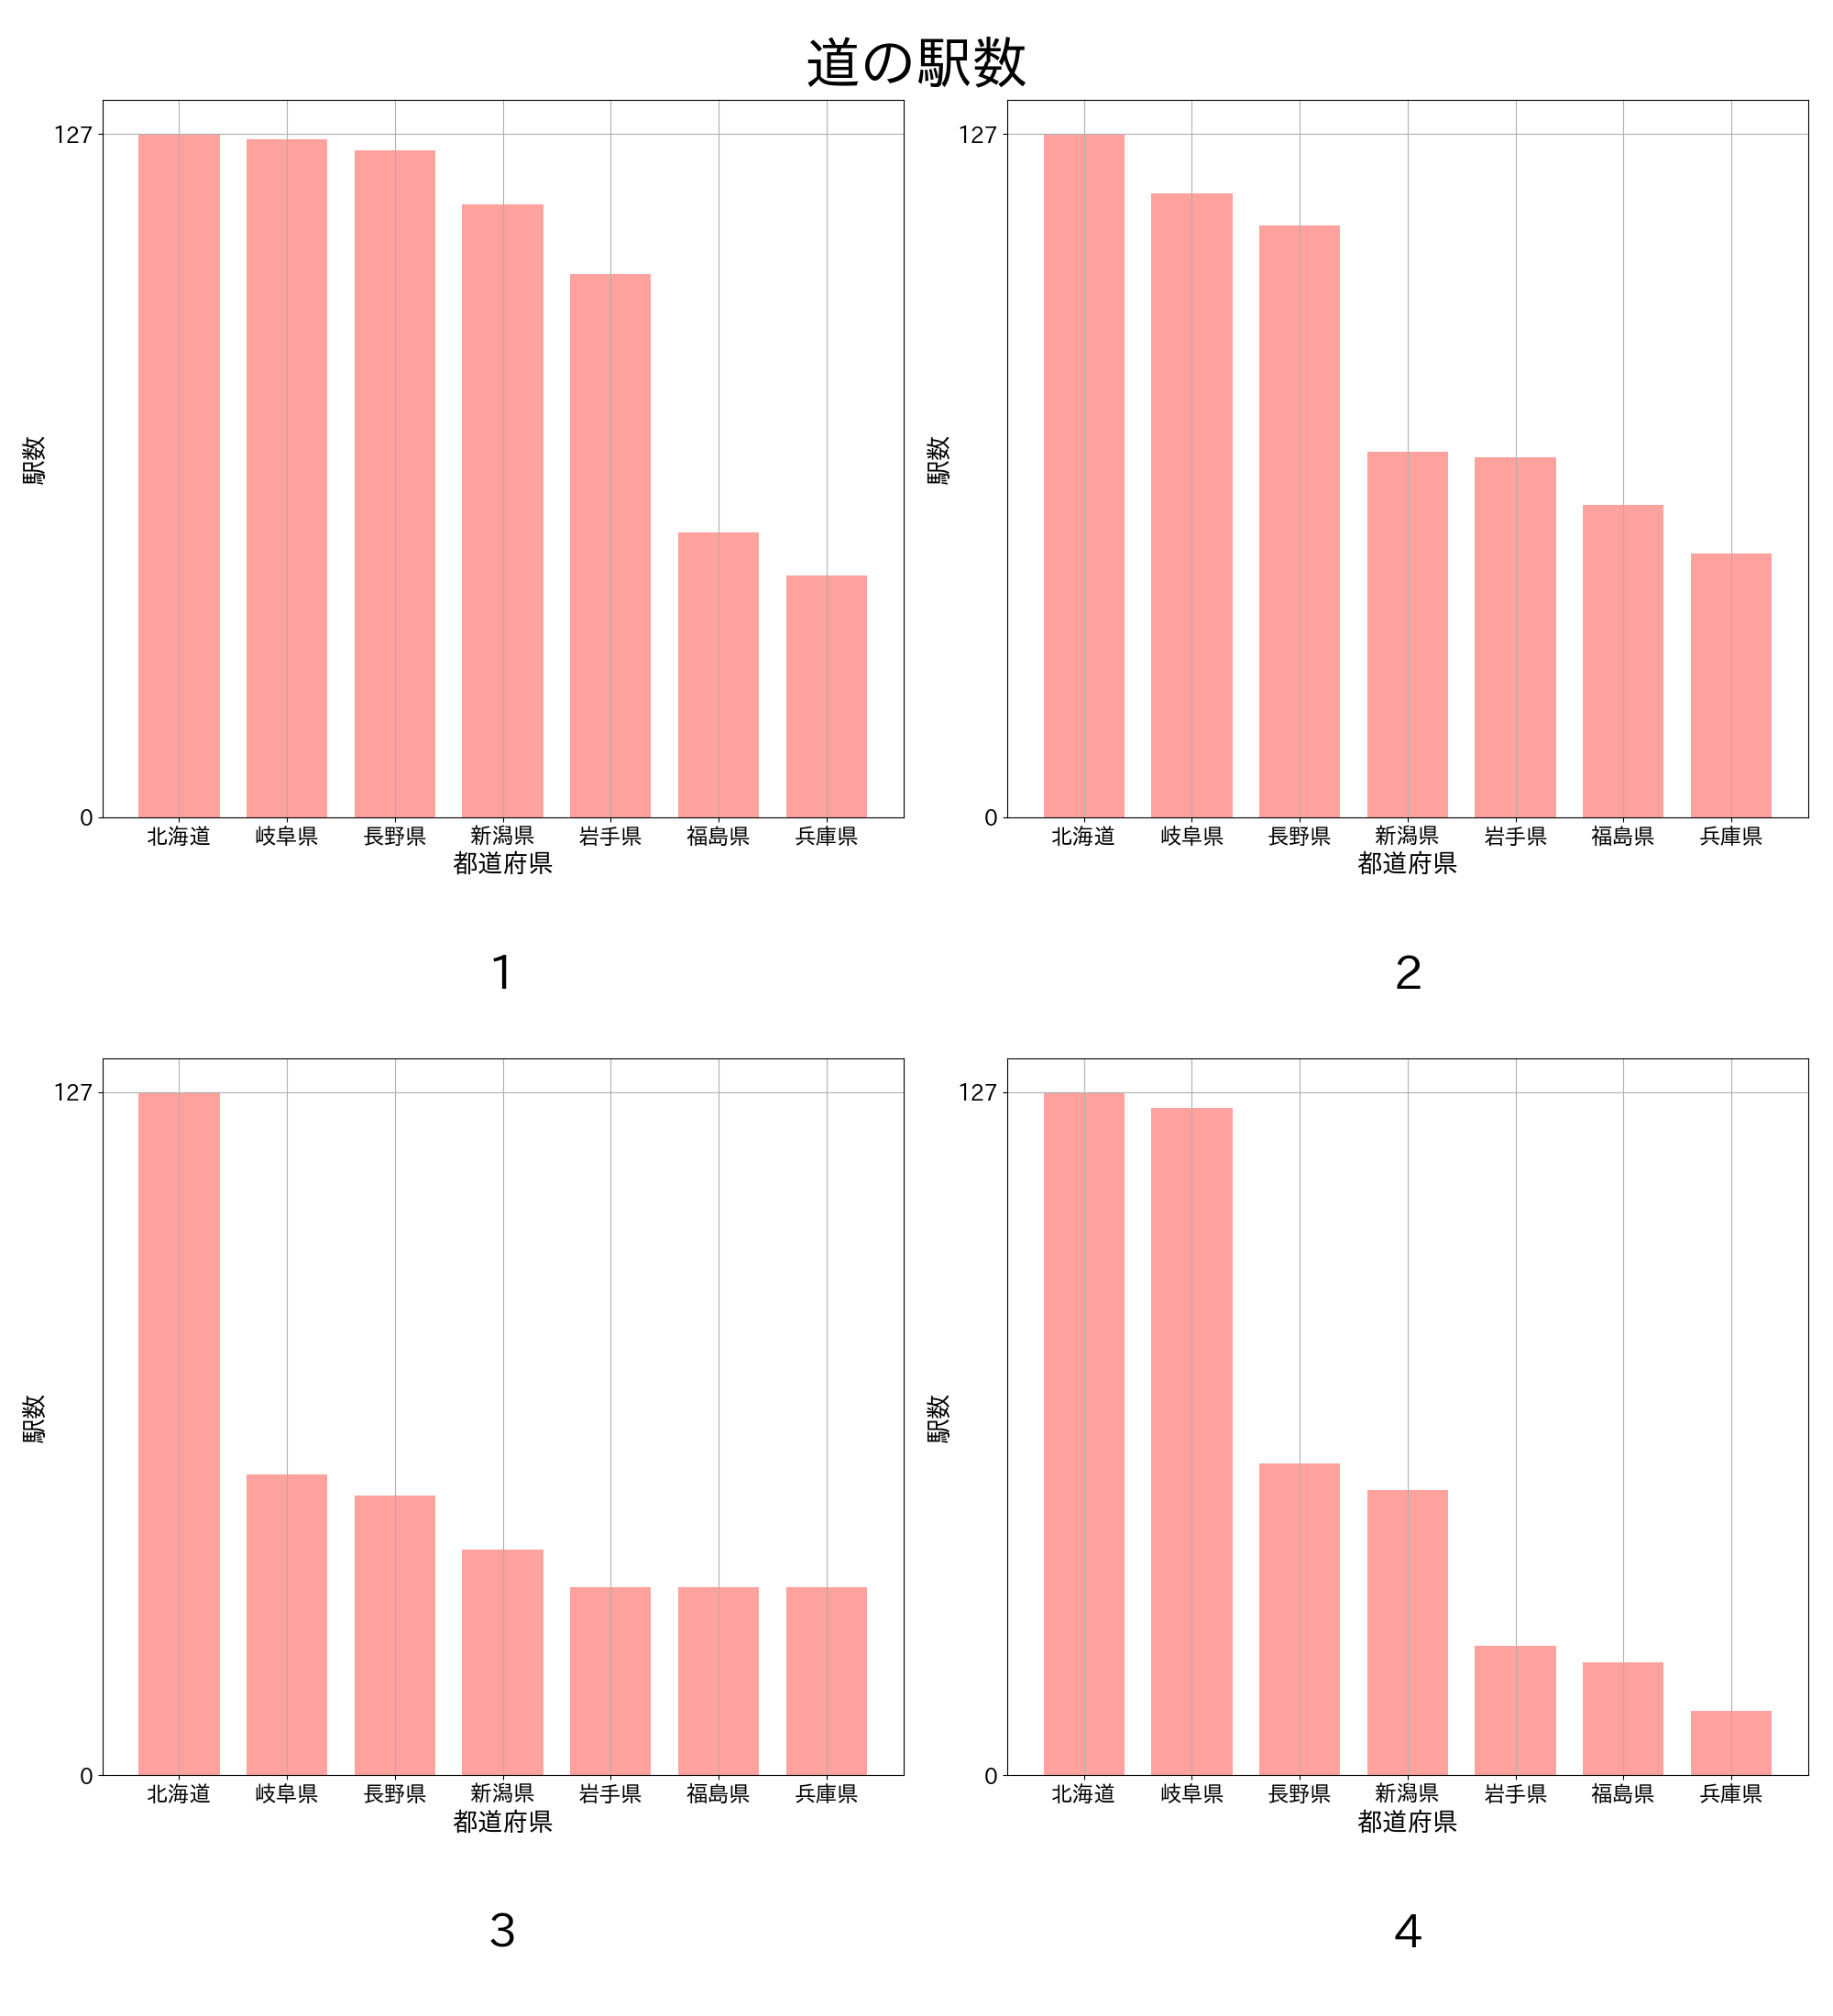 道の駅数
127
駅数
0
北海道 岐阜県 長野県 新潟県 岩手県 福島県 兵庫県
都道府県
1
127
駅数
0
北海道 岐阜県 長野県 新潟県 岩手県 福島県 兵庫県
都道府県
2
127
駅数
0
北海道 岐阜県 長野県 新潟県 岩手県 福島県 兵庫県
都道府県
3
127
駅数
0
北海道 岐阜県 長野県 新潟県 岩手県 福島県 兵庫県
都道府県
4